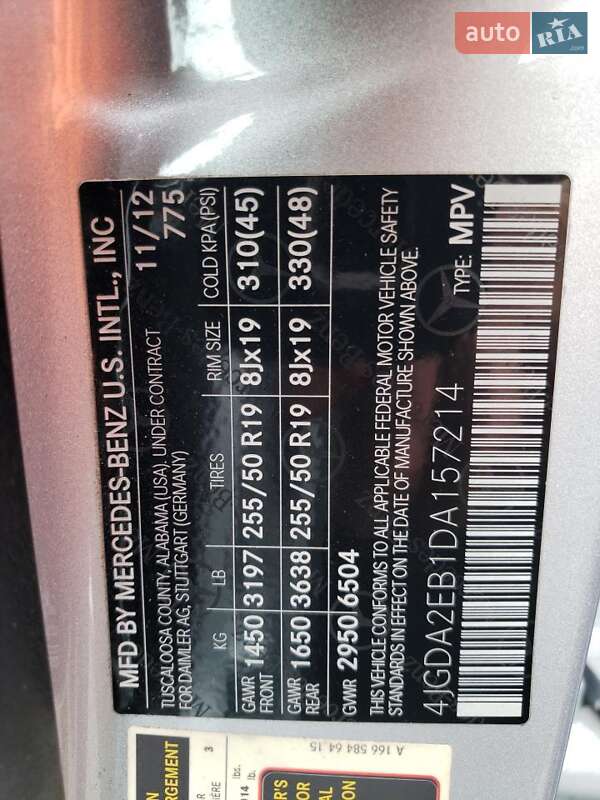 auto RIA.com
MFD BY MERCEDES-BENZ U.S. INTL., INC
TUSCALOOSA COUNTY, ALABAMA (USA), UNDER CONTRACT 11/12
FOR DAIMLER AG, STUTTGART (GERMANY) 775
KG LB TIRES RIM SIZE COLD KPA (PSI)
GAWR FRONT 1450 3197 255/50 R19 8Jx19 310(45)
GAWR REAR 1650 3638 255/50 R19 8Jx19 330(48)
GVWR 2950 6504
THIS VEHICLE CONFORMS TO ALL APPLICABLE FEDERAL MOTOR VEHICLE SAFETY
STANDARDS IN EFFECT ON THE DATE OF MANUFACTURE SHOWN ABOVE.
4JGDA2EB1DA157214 TYPE: MPV
A 166 584 64 15
3
lbs.